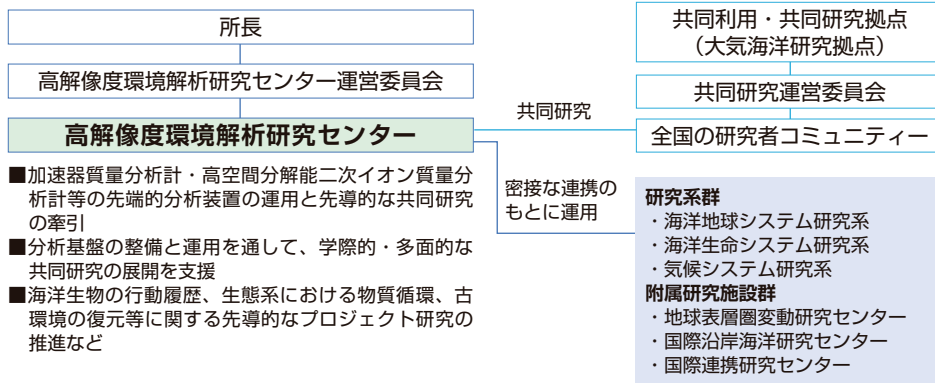 所長
高解像度環境解析研究センター運営委員会
高解像度環境解析研究センター
■加速器質量分析計・高空間分解能二次イオン質量分
析計等の先端的分析装置の運用と先導的な共同研究
の牽引
■分析基盤の整備と運用を通して、学際的・多面的な
共同研究の展開を支援
■海洋生物の行動履歴、生態系における物質循環、古
環境の復元等に関する先導的なプロジェクト研究の
推進など
共同研究
密接な連携の
もとに運用
共同利用・共同研究拠点
（大気海洋研究拠点）
共同研究運営委員会
全国の研究者コミュニティー
研究系群
・海洋地球システム研究系
・海洋生命システム研究系
・気候システム研究系
附属研究施設群
・地球表層圏変動研究センター
・国際沿岸海洋研究センター
・国際連携研究センター